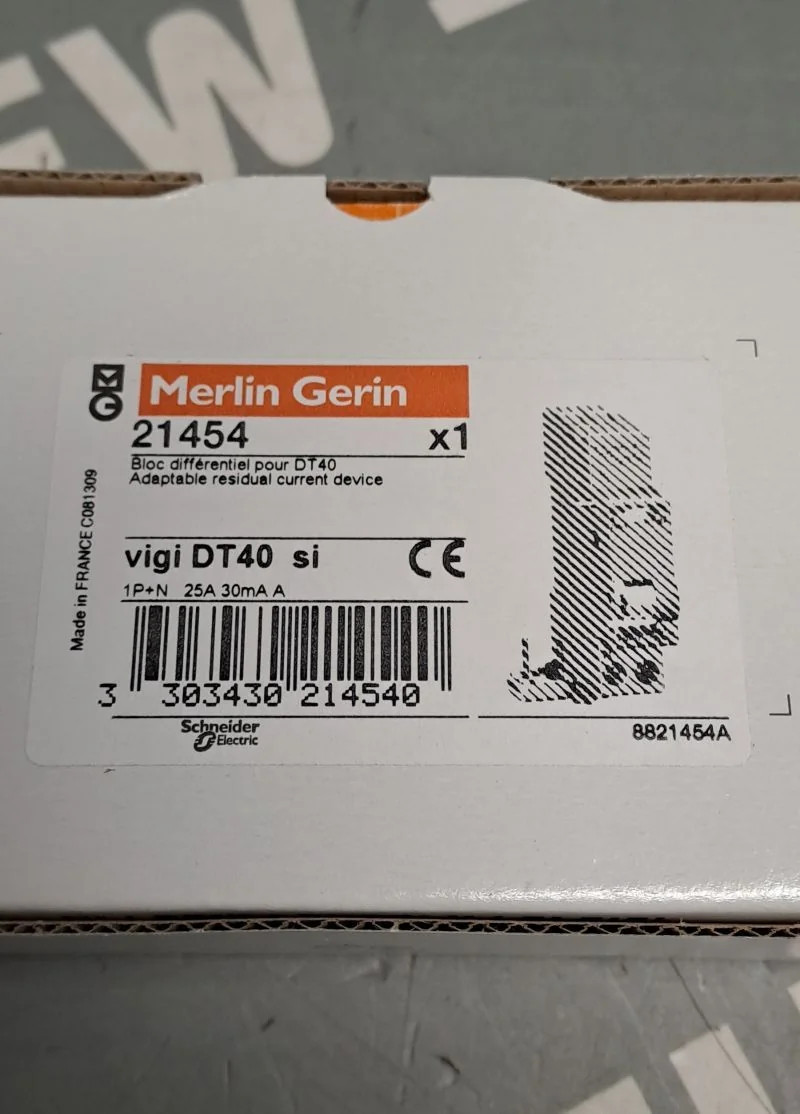 EW
Merlin Gerin
21454 x1
Bloc différentiel pour DT40
Adaptable residual current device
Made in FRANCE C081309
vigi DT40 si CE
1P+N 25A 30mA A
3 303430 214540
Schneider
Electric
8821454A